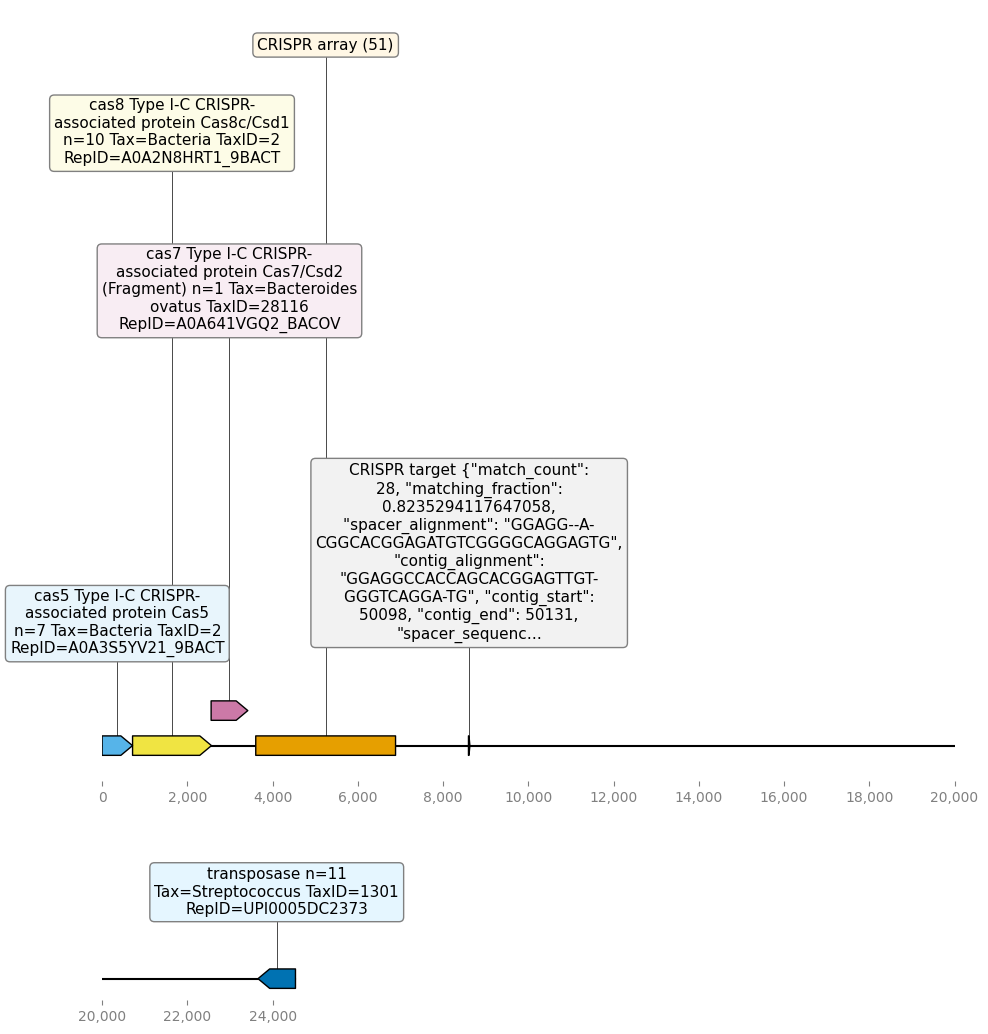 CRISPR array (51)
cas8 Type I-C CRISPR-
associated protein Cas8c/Csd1
n=10 Tax=Bacteria TaxID=2
RepID=A0A2N8HRT1_9BACT
cas7 Type I-C CRISPR-
associated protein Cas7/Csd2
(Fragment) n=1 Tax=Bacteroides
ovatus TaxID=28116
RepID=A0A641VGQ2_BACOV
CRISPR target {"match_count":
28, "matching_fraction":
0.8235294117647058,
"spacer_alignment": "GGAGG--A-
CGGCACGGAGATGTCGGGGCAGGAGTG",
"contig_alignment":
"GGAGGCCACCAGCACGGAGTTGT-
GGGTCAGGA-TG", "contig_start":
50098, "contig_end": 50131,
"spacer_sequenc...
cas5 Type I-C CRISPR-
associated protein Cas5
n=7 Tax=Bacteria TaxID=2
RepID=A0A3S5YV21_9BACT
0 2,000 4,000 6,000 8,000 10,000 12,000 14,000 16,000 18,000 20,000
transposase n=11
Tax=Streptococcus TaxID=1301
RepID=UPI0005DC2373
20,000 22,000 24,000